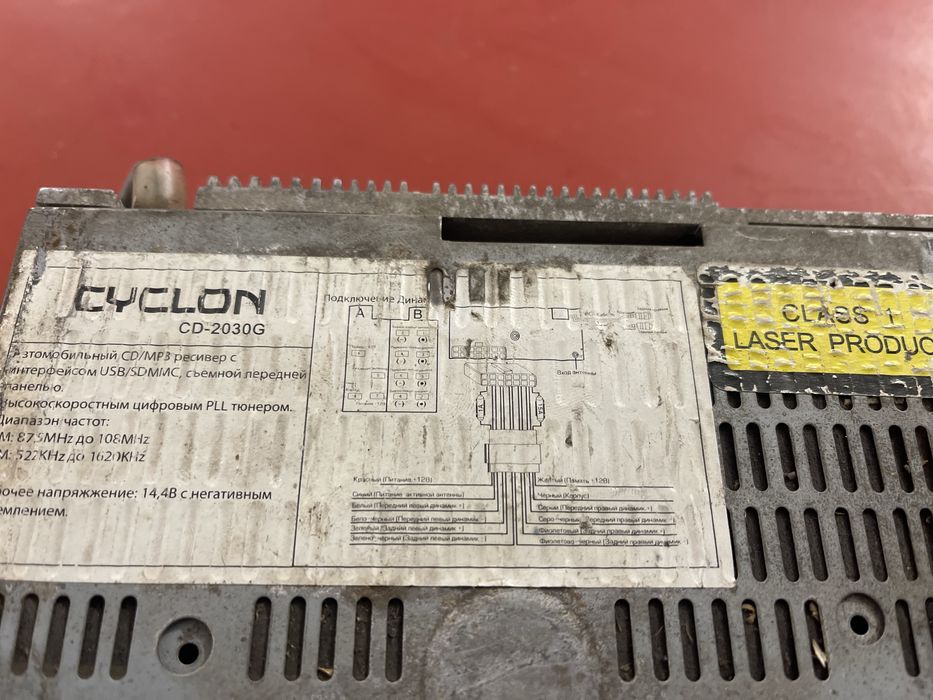 CYCLON
CD-2030G
Автомобильный CD/MP3 ресивер с
интерфейсом USB/SDMMC, съемной передней
панелью.
высокоскоростным цифровым PLL тюнером.
Диапазон частот:
M: 87.5MHz до 108MHz
M: 522KHz до 1620KHz
очее напряжжение: 14,4В с негативным
емлением.
Подключение Динам
A B
Вход антенны
Красный (Питание +12В)
Синий (Питание активной антенны)
Белый (Передний левый динамик +)
Бело-черный (Передний левый динамик -)
Зеленый (Задний левый динамик +)
Зелено-черный (Задний левый динамик -)
Желтый (Память +12В)
Черный (Корпус)
Серый (Передний правый динамик +)
Серо-черный (Передний правый динамик -)
Фиолетовый (Задний правый динамик +)
Фиолетово-черный (Задний правый динамик -)
CLASS 1
LASER PRODUC